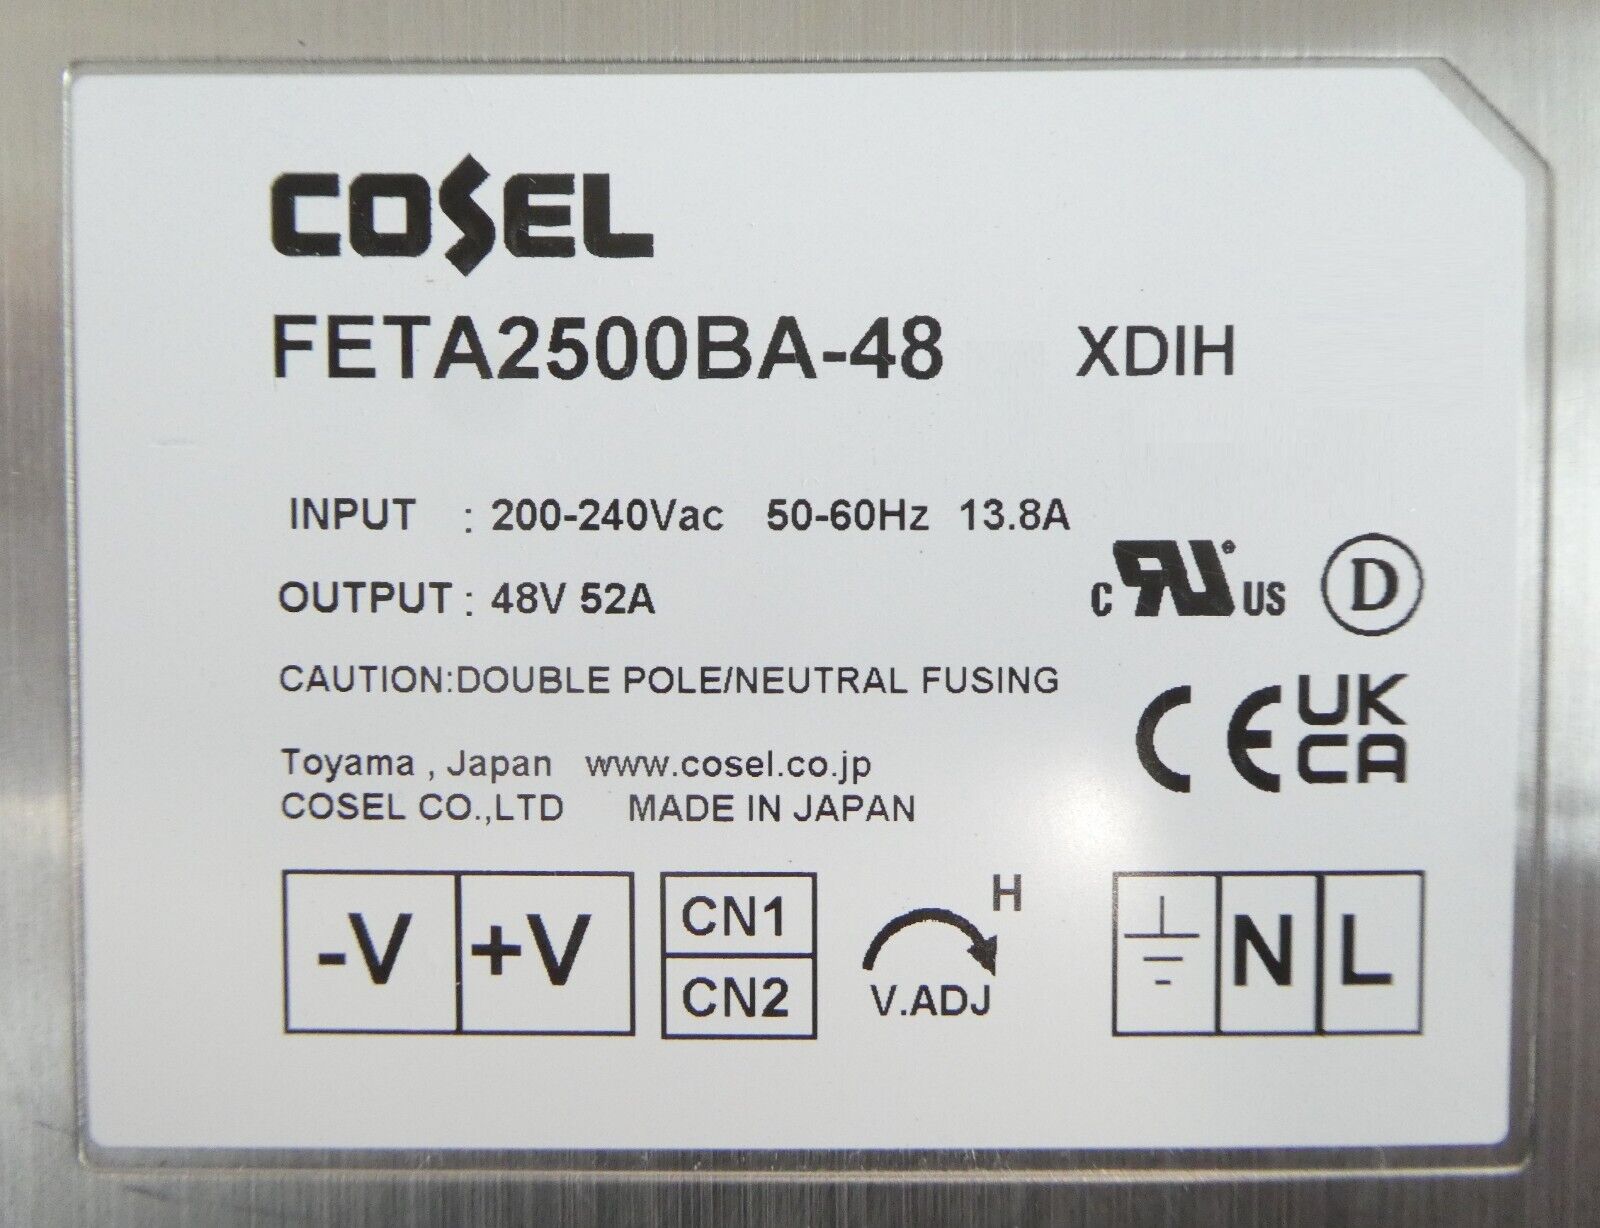 COSEL
FETA2500BA-48 XDIH
INPUT : 200-240Vac 50-60Hz 13.8A
OUTPUT : 48V 52A
C RU ® US D
CAUTION:DOUBLE POLE/NEUTRAL FUSING
CE UK
CA
Toyama , Japan www.cosel.co.jp
COSEL CO.,LTD MADE IN JAPAN
-V +V
CN1
CN2
H
V.ADJ
N L